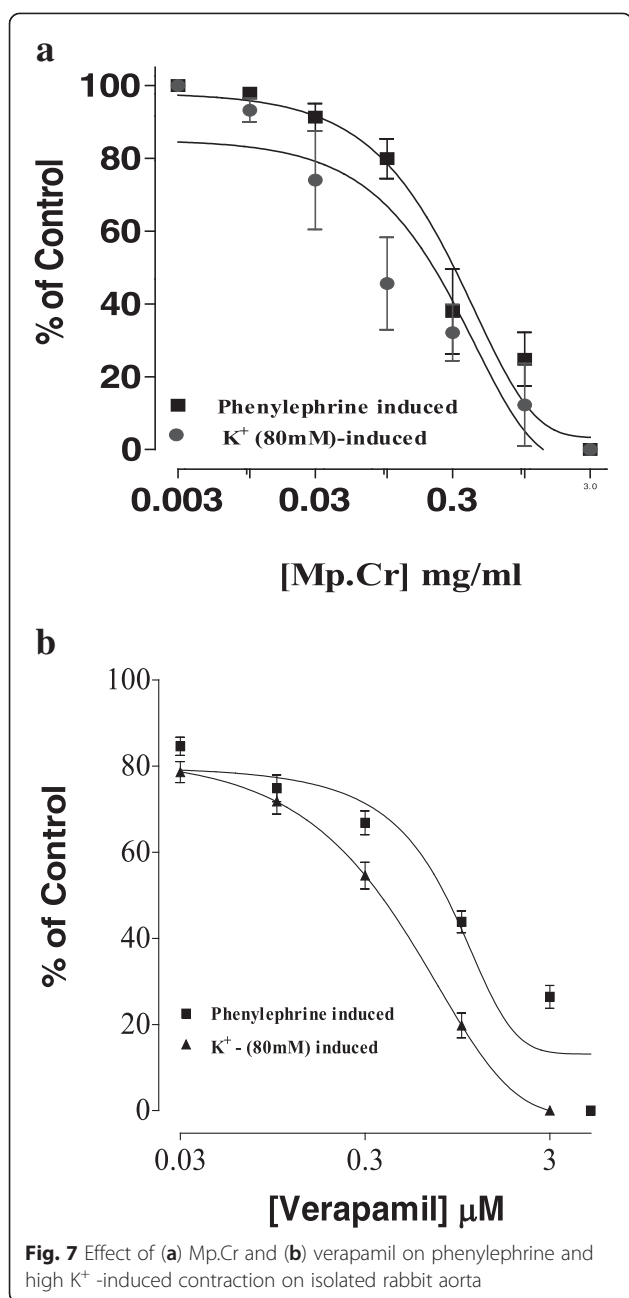 a
% of Control
100
80
60
40
20
0
Phenylephrine induced
K+ (80mM)-induced
0.003 0.03 0.3 3.0
[Mp.Cr] mg/ml
b
% of Control
100
80
60
40
20
0
Phenylephrine induced
K+ - (80mM) induced
0.03 0.3 3
[Verapamil] µM
Fig. 7 Effect of (a) Mp.Cr and (b) verapamil on phenylephrine and
high K+ -induced contraction on isolated rabbit aorta